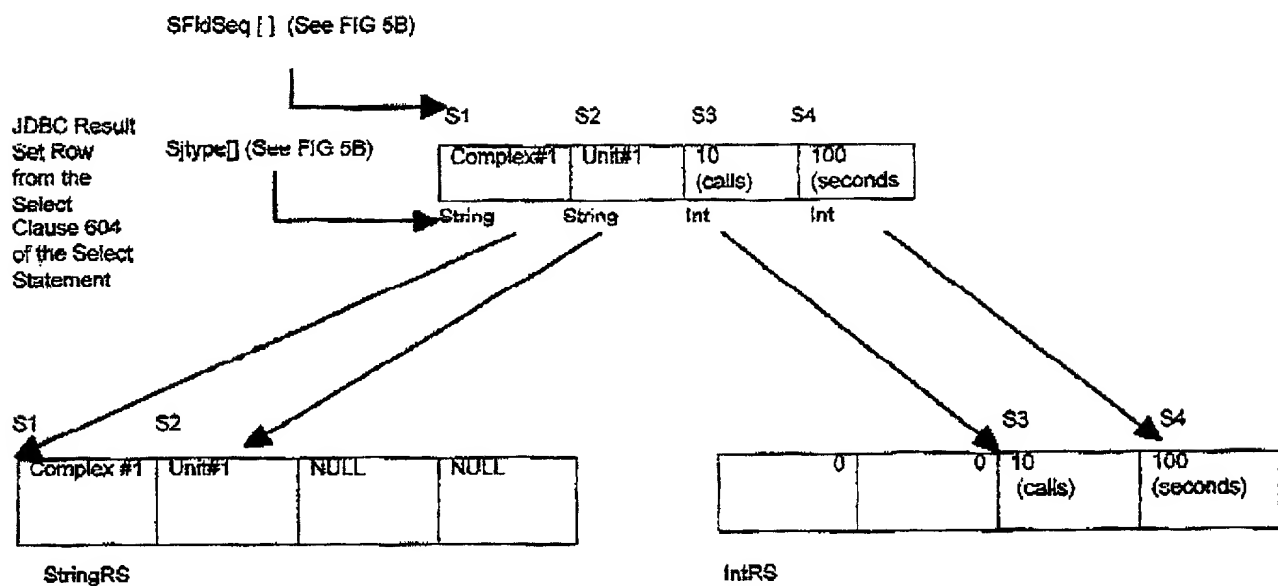 SFldSeq [ ] (See FIG 5B)
JDBC Result
Set Row
from the
Select
Clause 604
of the Select
Statement
Sjtype[] (See FIG 5B)
S1 S2 S3 S4
Complex#1 Unit#1 10 (calls) 100 (seconds
String String Int Int
S1 S2
Complex #1 Unit#1 NULL NULL
StringRS
S3 S4
0 0 10 (calls) 100 (seconds)
IntRS